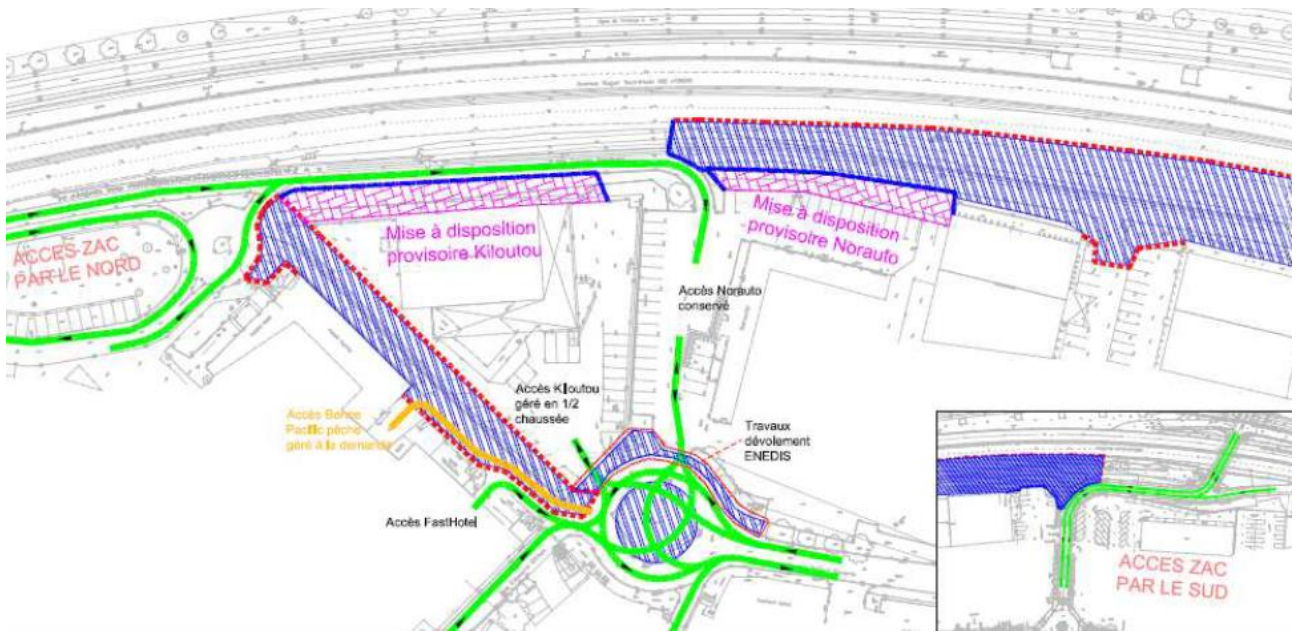 ACCES ZAC
PAR LE NORD
Mise à disposition
provisoire Kiloutou
Mise à disposition
provisoire Norauto
Accès Norauto
conservé
Accès Kiloutou
géré en 1/2
chaussée
Accès Benne
Pacific pêche
géré à la demande
Travaux
dévoiement
ENEDIS
Accès FastHotel
ACCES ZAC
PAR LE SUD